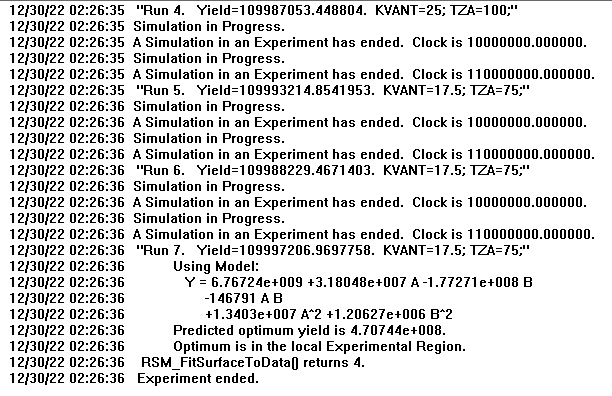 12/30/22 02:26:35 "Run 4. Yield=109987053.448804. KVANT=25; TZA=100;"
12/30/22 02:26:35 Simulation in Progress.
12/30/22 02:26:35 A Simulation in an Experiment has ended. Clock is 10000000.000000.
12/30/22 02:26:35 Simulation in Progress.
12/30/22 02:26:35 A Simulation in an Experiment has ended. Clock is 110000000.000000.
12/30/22 02:26:35 "Run 5. Yield=109993214.8541953. KVANT=17.5; TZA=75;"
12/30/22 02:26:36 Simulation in Progress.
12/30/22 02:26:36 A Simulation in an Experiment has ended. Clock is 10000000.000000.
12/30/22 02:26:36 Simulation in Progress.
12/30/22 02:26:36 A Simulation in an Experiment has ended. Clock is 110000000.000000.
12/30/22 02:26:36 "Run 6. Yield=109988229.4671403. KVANT=17.5; TZA=75;"
12/30/22 02:26:36 Simulation in Progress.
12/30/22 02:26:36 A Simulation in an Experiment has ended. Clock is 10000000.000000.
12/30/22 02:26:36 Simulation in Progress.
12/30/22 02:26:36 A Simulation in an Experiment has ended. Clock is 110000000.000000.
12/30/22 02:26:36 "Run 7. Yield=109997206.9697758. KVANT=17.5; TZA=75;"
12/30/22 02:26:36 Using Model:
12/30/22 02:26:36 Y = 6.76724e+009 +3.18048e+007 A -1.77271e+008 B
12/30/22 02:26:36 -146791 A B
12/30/22 02:26:36 +1.3403e+007 A^2 +1.20627e+006 B^2
12/30/22 02:26:36 Predicted optimum yield is 4.70744e+008.
12/30/22 02:26:36 Optimum is in the local Experimental Region.
12/30/22 02:26:36 RSM_FitSurfaceToData() returns 4.
12/30/22 02:26:36 Experiment ended.